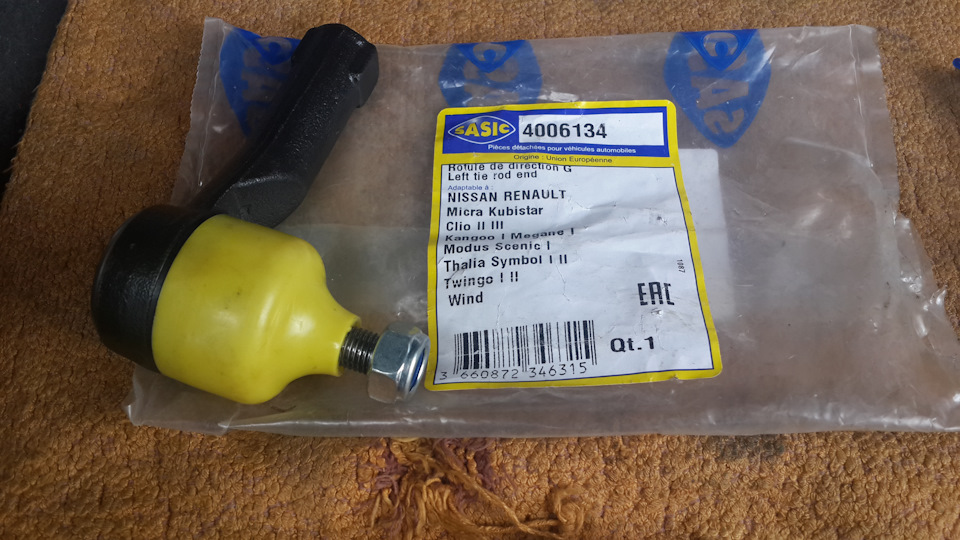 SASIC
SASIC 4006134
Pièces détachées pour véhicules automobiles
Origine : Union Européenne
Rotule de direction G
Left tie rod end
Adaptable à :
NISSAN RENAULT
Micra Kubistar
Clio II III
Kangoo I Megane I
Modus Scenic I
Thalia Symbol I II
Twingo I II
Wind
1087
EAC
Qt.1
3 660872 346315